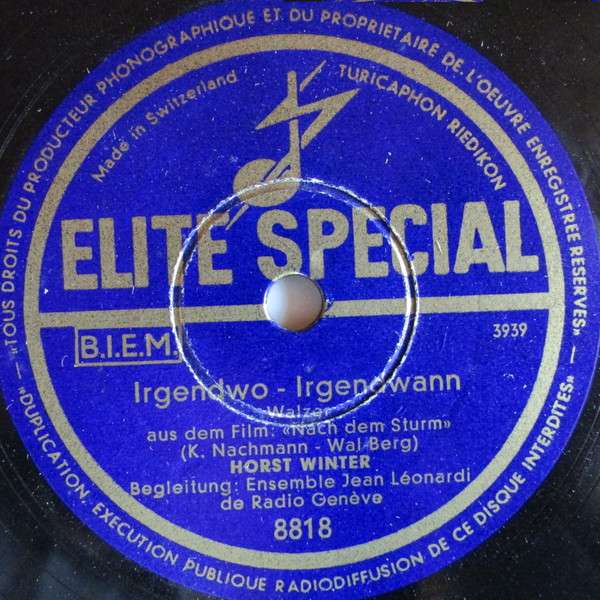 «TOUS DROITS DU PRODUCTEUR PHONOGRAPHIQUE ET DU PROPRIETAIRE DE L'OEUVRE ENREGISTREE RESERVES» —
Made in Switzerland
TURICAPHON RIEDIKON
ELITE SPECIAL
B.I.E.M.
3939
Irgendwo - Irgendwann
Walzer
aus dem Film: «Nach dem Sturm»
(K. Nachmann - Wal Berg)
HORST WINTER
Begleitung: Ensemble Jean Léonardi
de Radio Genève
8818
»DUPLICATION, EXECUTION PUBLIQUE RADIODIFFUSION DE CE DISQUE INTERDITES» —